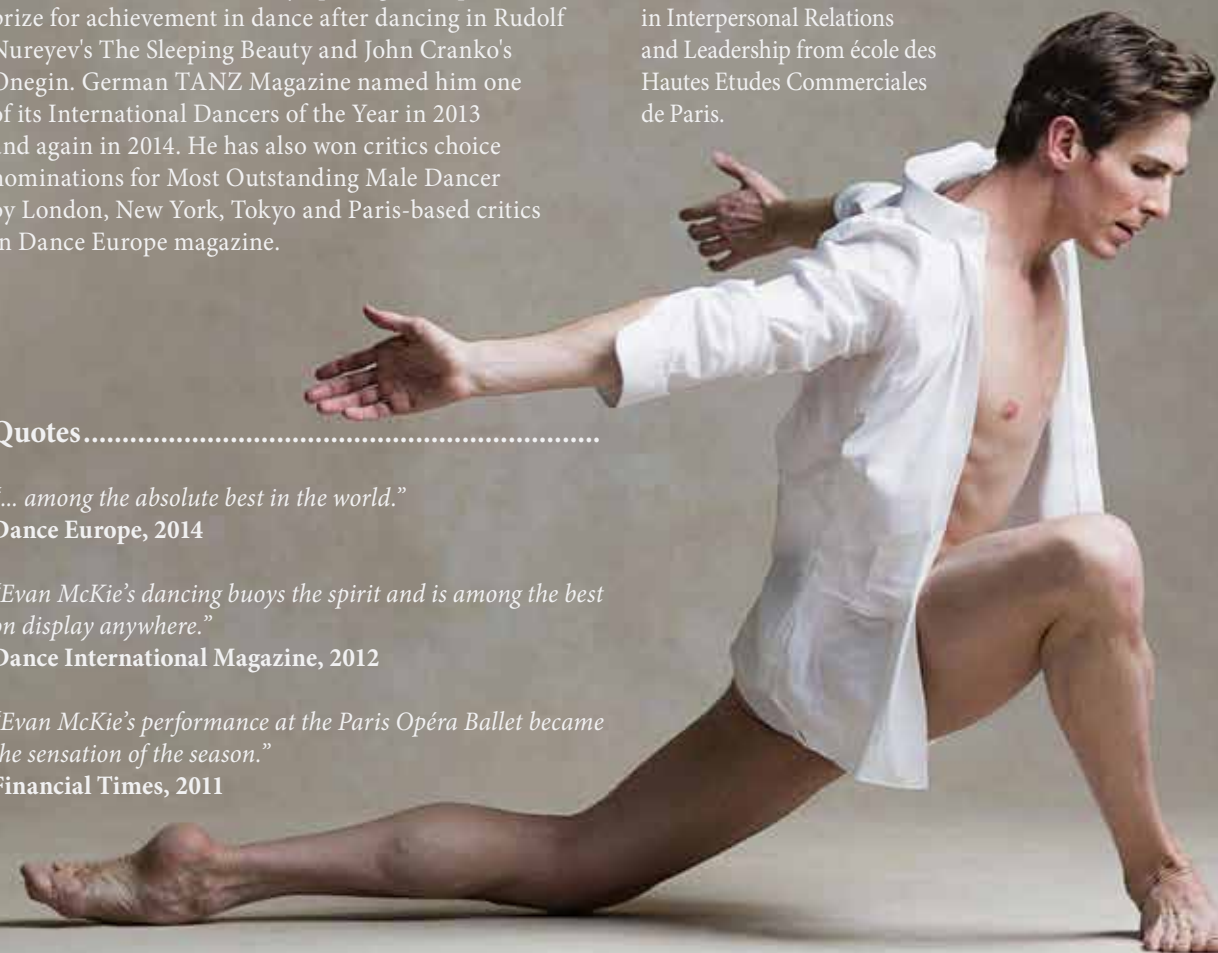 prize for achievement in dance after dancing in Rudolf
Nureyev's The Sleeping Beauty and John Cranko's
Onegin. German TANZ Magazine named him one
of its International Dancers of the Year in 2013
and again in 2014. He has also won critics choice
nominations for Most Outstanding Male Dancer
by London, New York, Tokyo and Paris-based critics
in Dance Europe magazine.
in Interpersonal Relations
and Leadership from école des
Hautes Etudes Commerciales
de Paris.
Quotes....................................................................
“... among the absolute best in the world.”
Dance Europe, 2014
“Evan McKie’s dancing buoys the spirit and is among the best
on display anywhere.”
Dance International Magazine, 2012
“Evan McKie’s performance at the Paris Opéra Ballet became
the sensation of the season.”
Financial Times, 2011